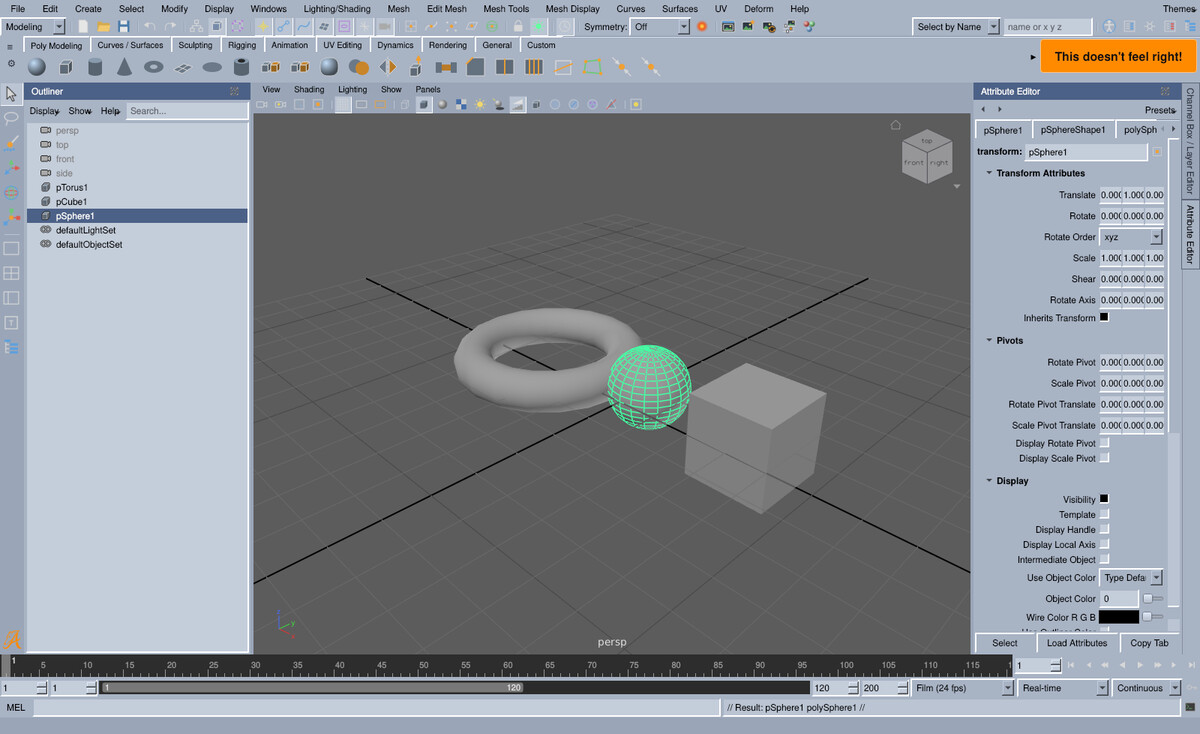 File Edit Create Select Modify Display Windows Lighting/Shading Mesh Edit Mesh Mesh Tools Mesh Display Curves Surfaces UV Deform Help Themes
Modeling Symmetry: Off Select by Name name or x y z
Poly Modeling Curves / Surfaces Sculpting Rigging Animation UV Editing Dynamics Rendering General Custom
This doesn't feel right!
Outliner
Display Show Help Search...
persp
top
front
side
pTorus1
pCube1
pSphere1
defaultLightSet
defaultObjectSet
View Shading Lighting Show Panels
top
front right
y
persp
Attribute Editor
Presets
pSphere1 pSphereShape1 polySph
transform: pSphere1
Transform Attributes
Translate 0.000 1.000 0.00
Rotate 0.000 0.000 0.00
Rotate Order xyz
Scale 1.000 1.000 1.00
Shear 0.000 0.000 0.00
Rotate Axis 0.000 0.000 0.00
Inherits Transform
Pivots
Rotate Pivot 0.000 0.000 0.00
Scale Pivot 0.000 0.000 0.00
Rotate Pivot Translate 0.000 0.000 0.00
Scale Pivot Translate 0.000 0.000 0.00
Display Rotate Pivot
Display Scale Pivot
Display
Visibility
Template
Display Handle
Display Local Axis
Intermediate Object
Use Object Color Type Defa
Object Color 0
Wire Color R G B
Select Load Attributes Copy Tab
Channel Box / Layer Editor
Attribute Editor
1 5 10 15 20 25 30 35 40 45 50 55 60 65 70 75 80 85 90 95 100 105 110 115 1 1
1 1 1 120 120 200 Film (24 fps) Real-time Continuous
MEL // Result: pSphere1 polySphere1 //